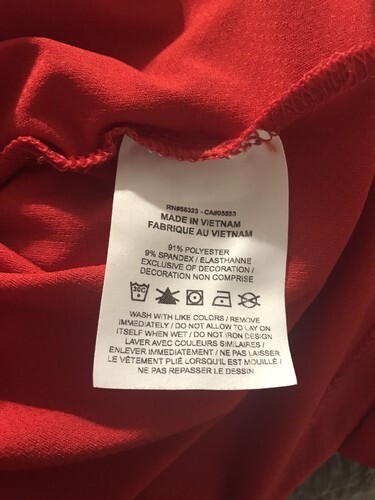 RN#56323 - CA#05553
MADE IN VIETNAM
FABRIQUE AU VIETNAM
91% POLYESTER
9% SPANDEX / ELASTHANNE
EXCLUSIVE OF DECORATION /
DECORATION NON COMPRISE
30C
WASH WITH LIKE COLORS / REMOVE
IMMEDIATELY / DO NOT ALLOW TO LAY ON
ITSELF WHEN WET / DO NOT IRON DESIGN
LAVER AVEC COULEURS SIMILAIRES /
ENLEVER IMMÉDIATEMENT / NE PAS LAISSER
LE VÊTEMENT PLIÉ LORSQU'IL EST MOUILLÉ /
NE PAS REPASSER LE DESSIN